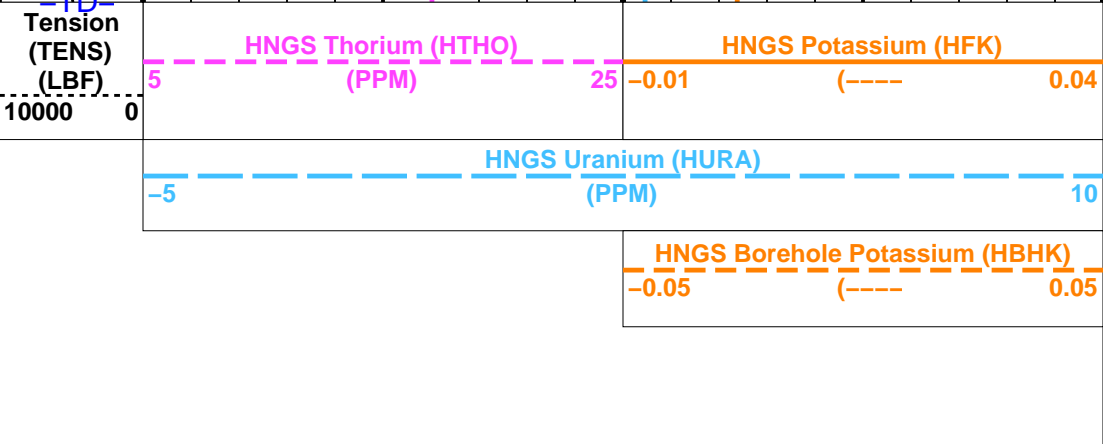 −TD−
Tension
(TENS)
(LBF)
10000 0
HNGS Thorium (HTHO)
5 (PPM) 25
HNGS Potassium (HFK)
−0.01 (−−−− 0.04
HNGS Uranium (HURA)
−5 (PPM) 10
HNGS Borehole Potassium (HBHK)
−0.05 (−−−− 0.05